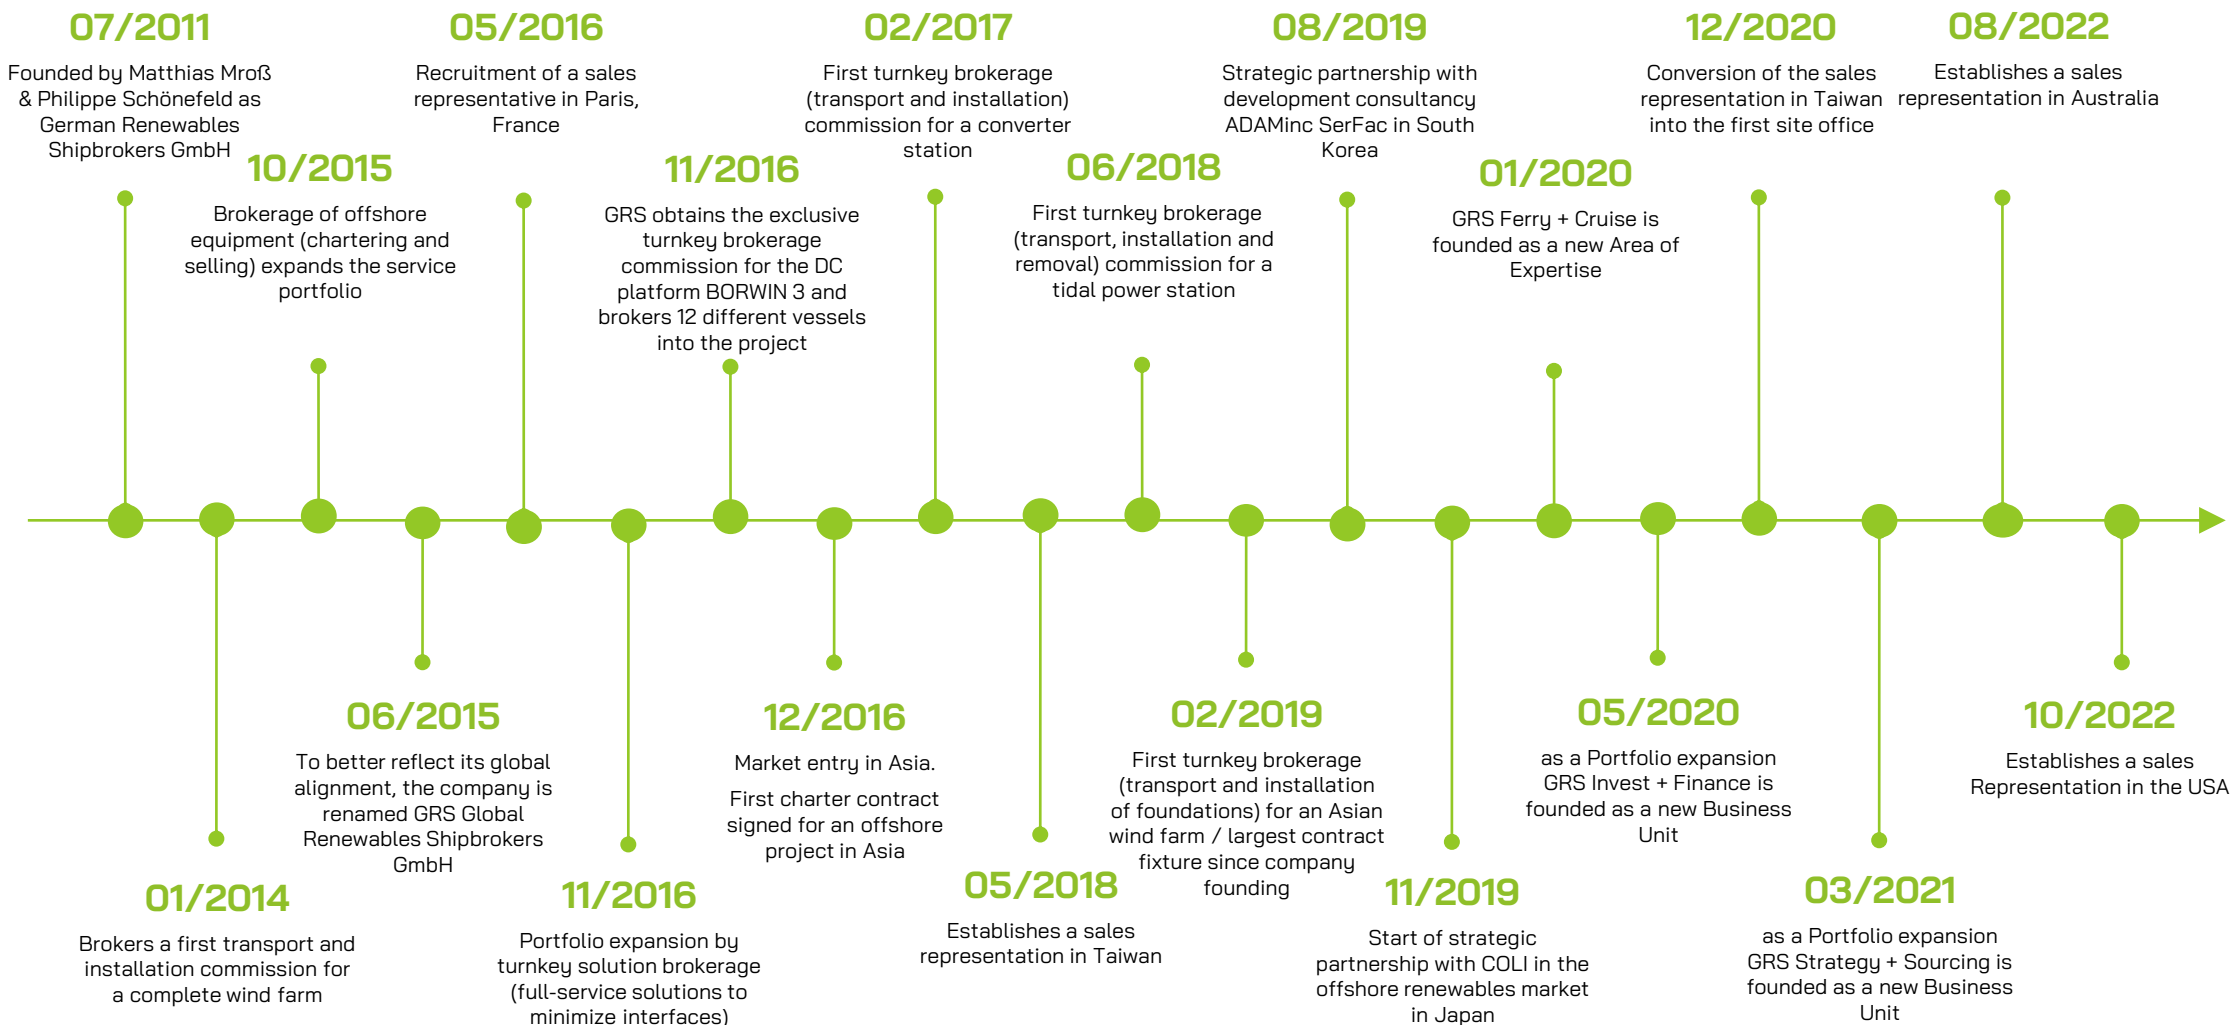 07/2011
Founded by Matthias Mroß
& Philippe Schönefeld as
German Renewables
Shipbrokers GmbH
01/2014
Brokers a first transport and
installation commission for
a complete wind farm
10/2015
Brokerage of offshore
equipment (chartering and
selling) expands the service
portfolio
06/2015
To better reflect its global
alignment, the company is
renamed GRS Global
Renewables Shipbrokers
GmbH
05/2016
Recruitment of a sales
representative in Paris,
France
11/2016
Portfolio expansion by
turnkey solution brokerage
(full-service solutions to
minimize interfaces)
11/2016
GRS obtains the exclusive
turnkey brokerage
commission for the DC
platform BORWIN 3 and
brokers 12 different vessels
into the project
12/2016
Market entry in Asia.
First charter contract
signed for an offshore
project in Asia
02/2017
First turnkey brokerage
(transport and installation)
commission for a converter
station
05/2018
Establishes a sales
representation in Taiwan
06/2018
First turnkey brokerage
(transport, installation and
removal) commission for a
tidal power station
02/2019
First turnkey brokerage
(transport and installation
of foundations) for an Asian
wind farm / largest contract
fixture since company
founding
08/2019
Strategic partnership with
development consultancy
ADAMinc SerFac in South
Korea
11/2019
Start of strategic
partnership with COLI in the
offshore renewables market
in Japan
01/2020
GRS Ferry + Cruise is
founded as a new Area of
Expertise
05/2020
as a Portfolio expansion
GRS Invest + Finance is
founded as a new Business
Unit
12/2020
Conversion of the sales
representation in Taiwan
into the first site office
03/2021
as a Portfolio expansion
GRS Strategy + Sourcing is
founded as a new Business
Unit
08/2022
Establishes a sales
representation in Australia
10/2022
Establishes a sales
Representation in the USA